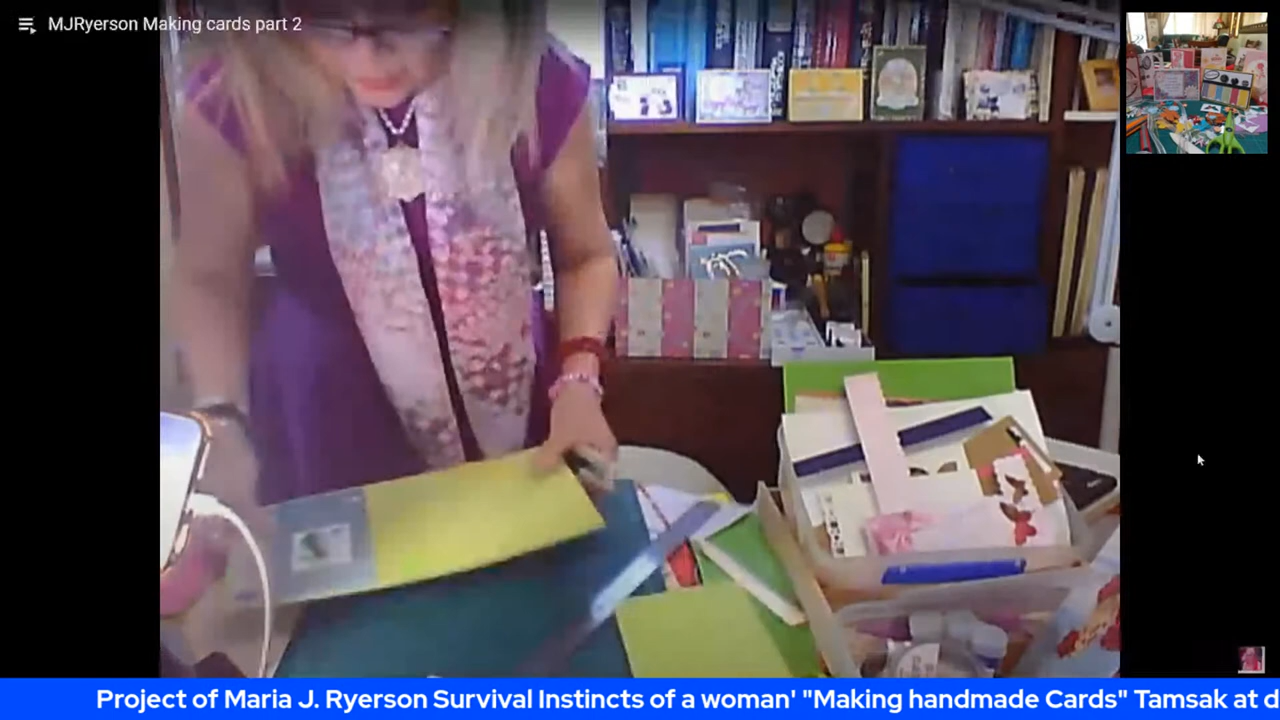 MJRyerson Making cards part 2
Project of Maria J. Ryerson Survival Instincts of a woman' "Making handmade Cards" Tamsak at d